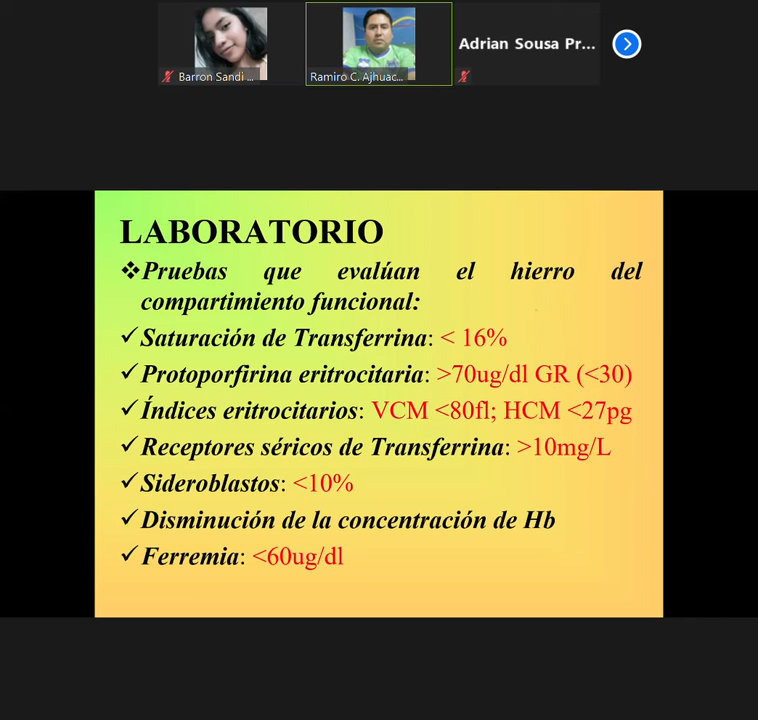 Barron Sandi ...
Ramiro C. Ajhuac...
Adrian Sousa Pr...
LABORATORIO
❖Pruebas que evalúan el hierro del
compartimiento funcional:
✓Saturación de Transferrina: < 16%
✓Protoporfirina eritrocitaria: >70ug/dl GR (<30)
✓Índices eritrocitarios: VCM <80fl; HCM <27pg
✓Receptores séricos de Transferrina: >10mg/L
✓Sideroblastos: <10%
✓Disminución de la concentración de Hb
✓Ferremia: <60ug/dl